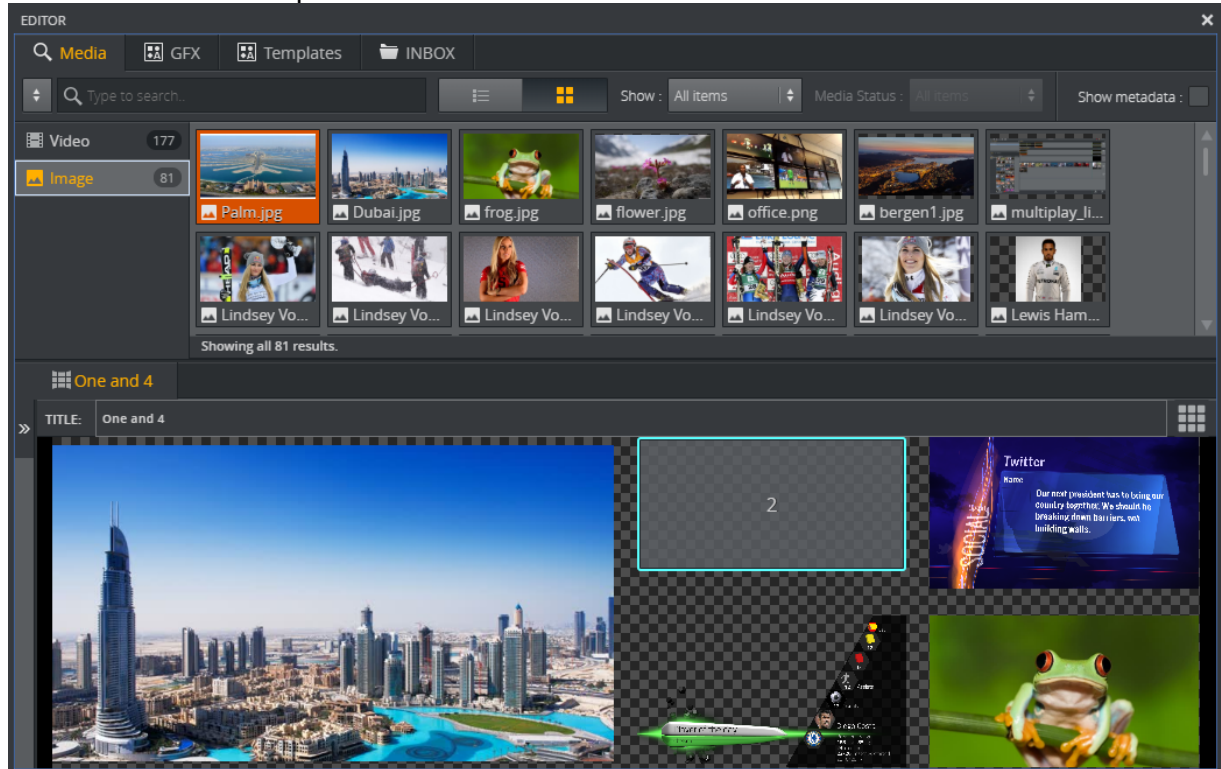 EDITOR
Media GFX Templates INBOX
Type to search.. Show : All items Media Status : All items Show metadata :
Video 177
Image 81
Palm.jpg Dubai.jpg frog.jpg flower.jpg office.png bergen1.jpg multiplay_li...
Lindsey Vo... Lindsey Vo... Lindsey Vo... Lindsey Vo... Lindsey Vo... Lindsey Vo... Lewis Ham...
Showing all 81 results.
One and 4
TITLE: One and 4
2
Twitter
Name
Our next president has to bring our
country together. We should be
breaking down barriers, not
building walls.
SOCIAL
Diego Costa